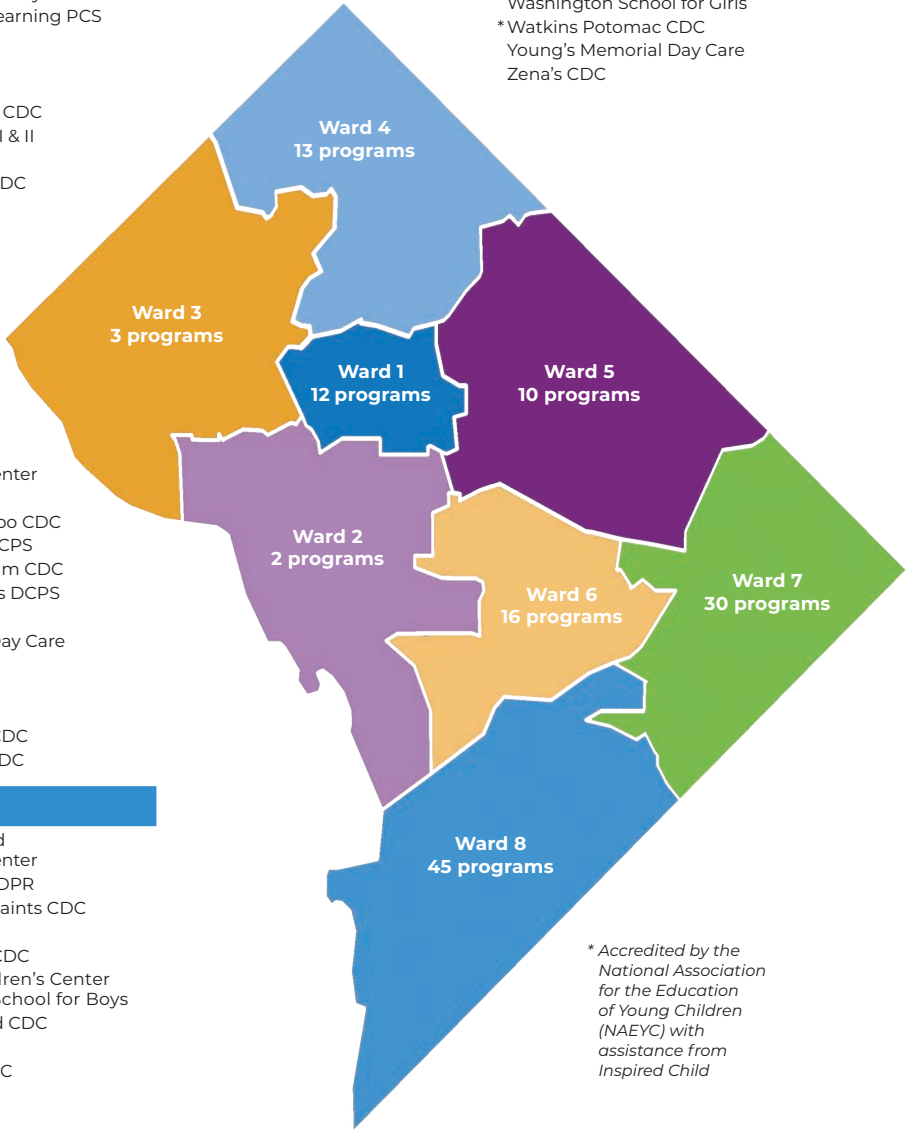 earning PCS
CDC
I & II
DC
enter
oo CDC
CPS
m CDC
s DCPS
ay Care
CDC
DC
d
enter
DPR
aints CDC
CDC
dren's Center
School for Boys
d CDC
C
Washington School for Girls
* Watkins Potomac CDC
Young's Memorial Day Care
Zena's CDC
Ward 4
13 programs
Ward 3
3 programs
Ward 1
12 programs
Ward 5
10 programs
Ward 2
2 programs
Ward 6
16 programs
Ward 7
30 programs
Ward 8
45 programs
* Accredited by the
National Association
for the Education
of Young Children
(NAEYC) with
assistance from
Inspired Child